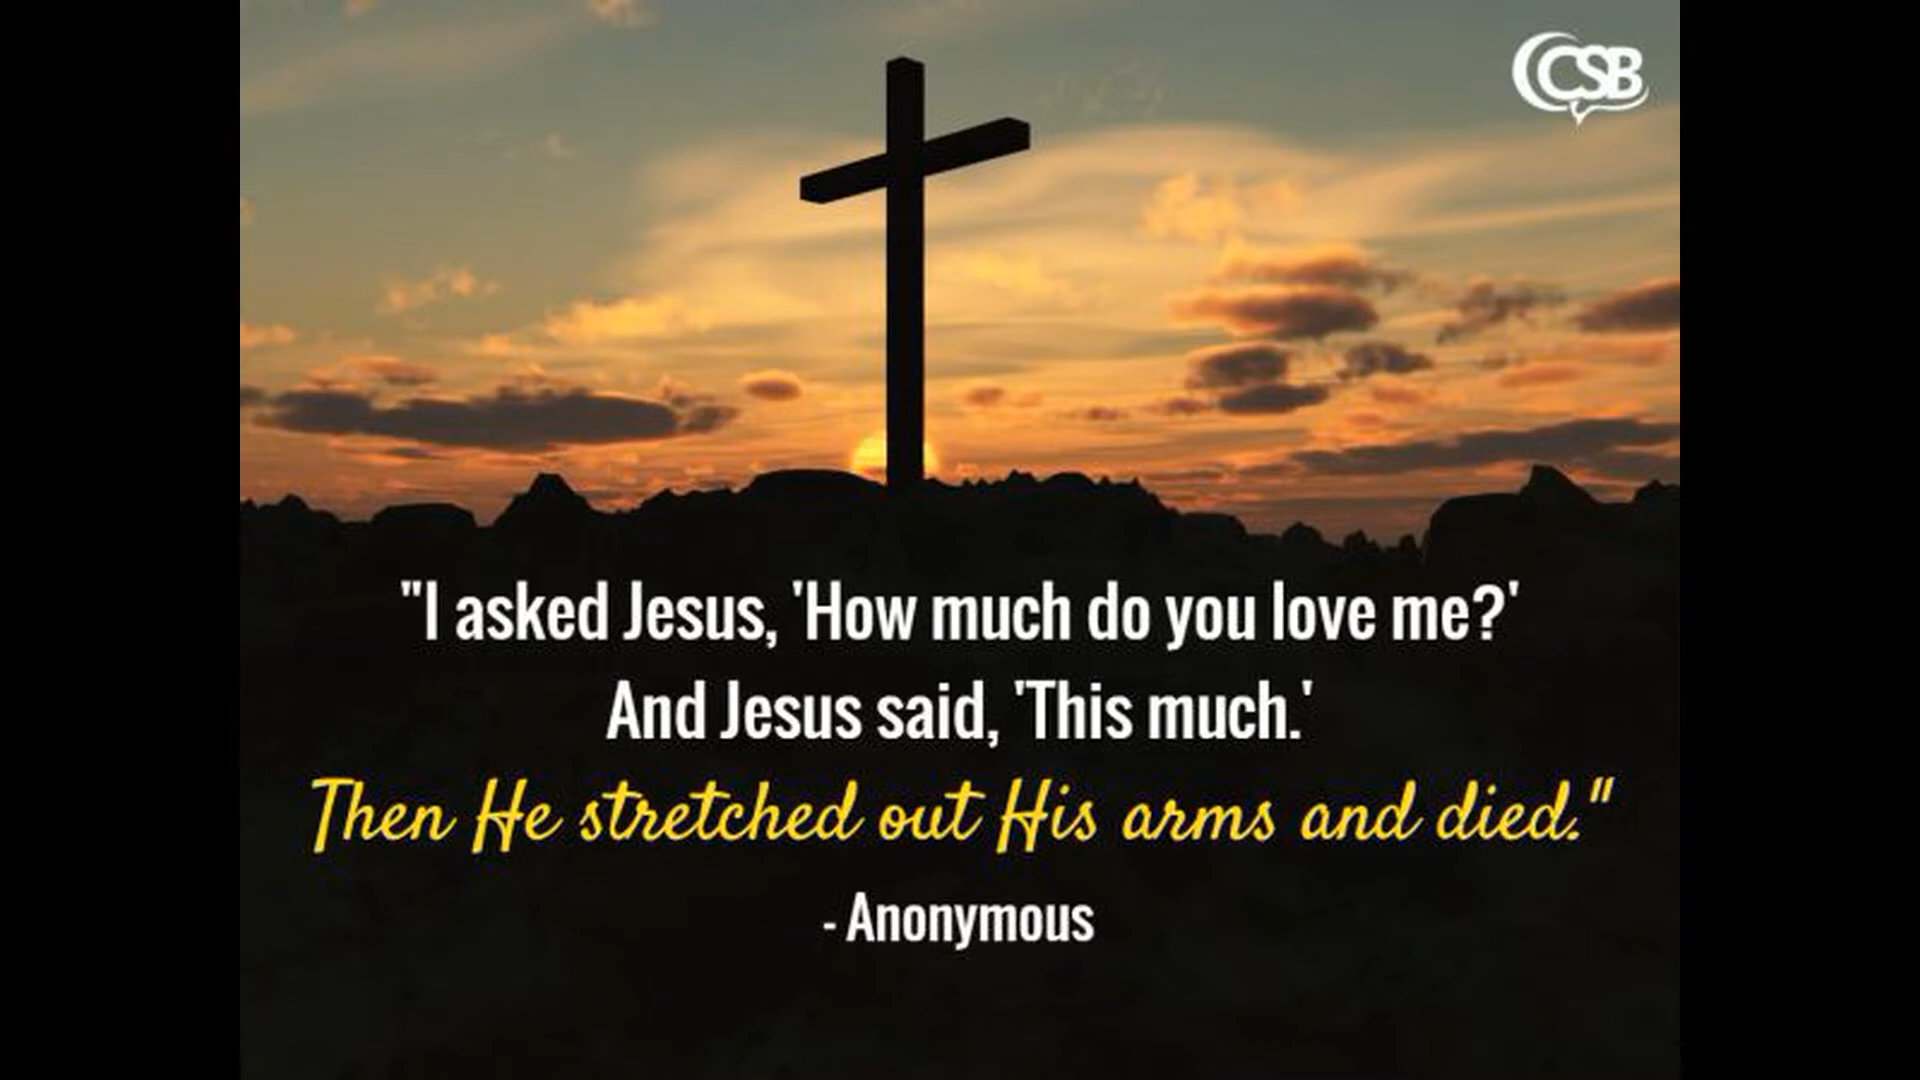 CSB
"I asked Jesus, 'How much do you love me?'
And Jesus said, 'This much.'
Then He stretched out His arms and died."
- Anonymous